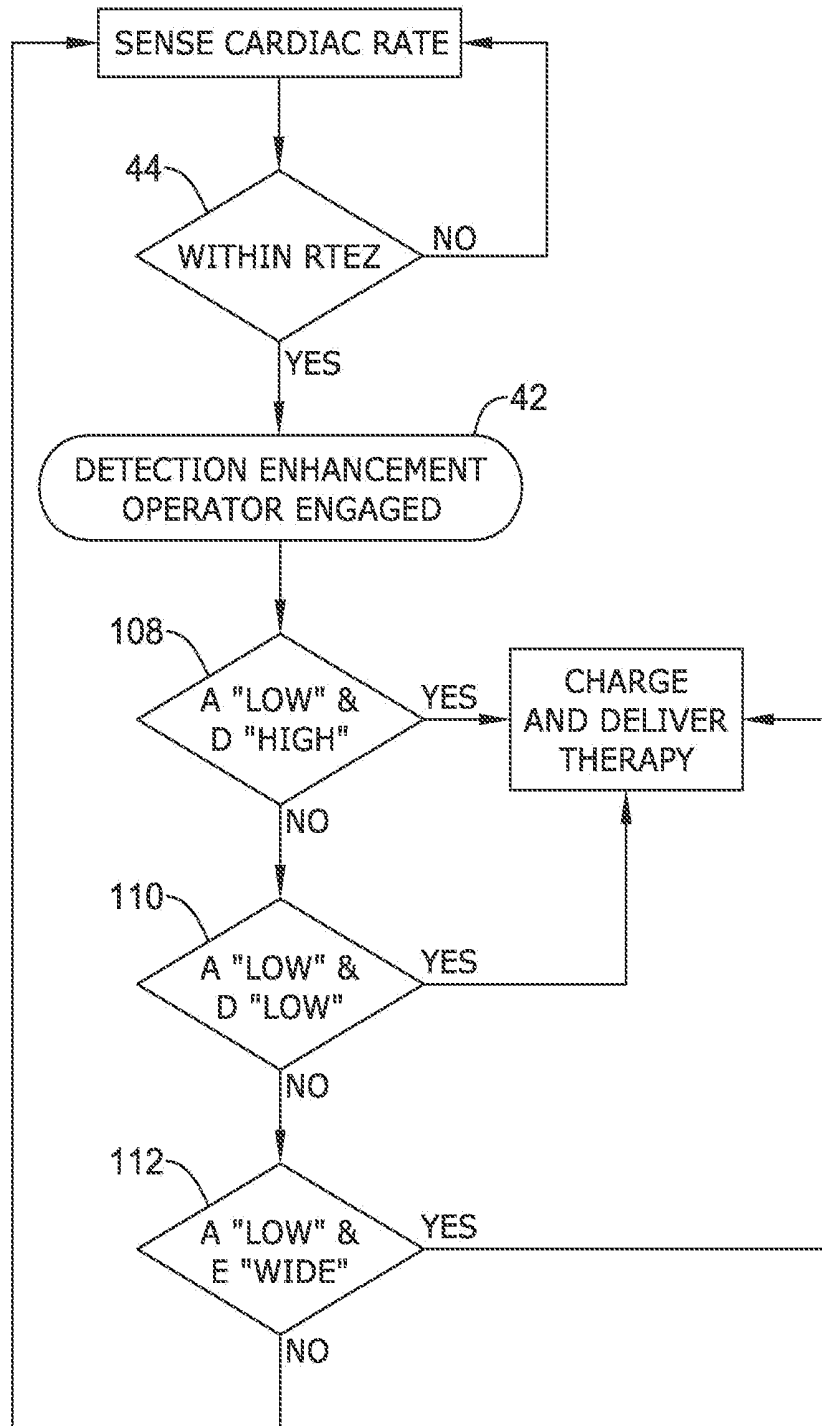 SENSE CARDIAC RATE
44
WITHIN RTEZ
NO
YES
42
DETECTION ENHANCEMENT
OPERATOR ENGAGED
108
A "LOW" &
D "HIGH"
YES
CHARGE
AND DELIVER
THERAPY
NO
110
A "LOW" &
D "LOW"
YES
NO
112
A "LOW" &
E "WIDE"
YES
NO